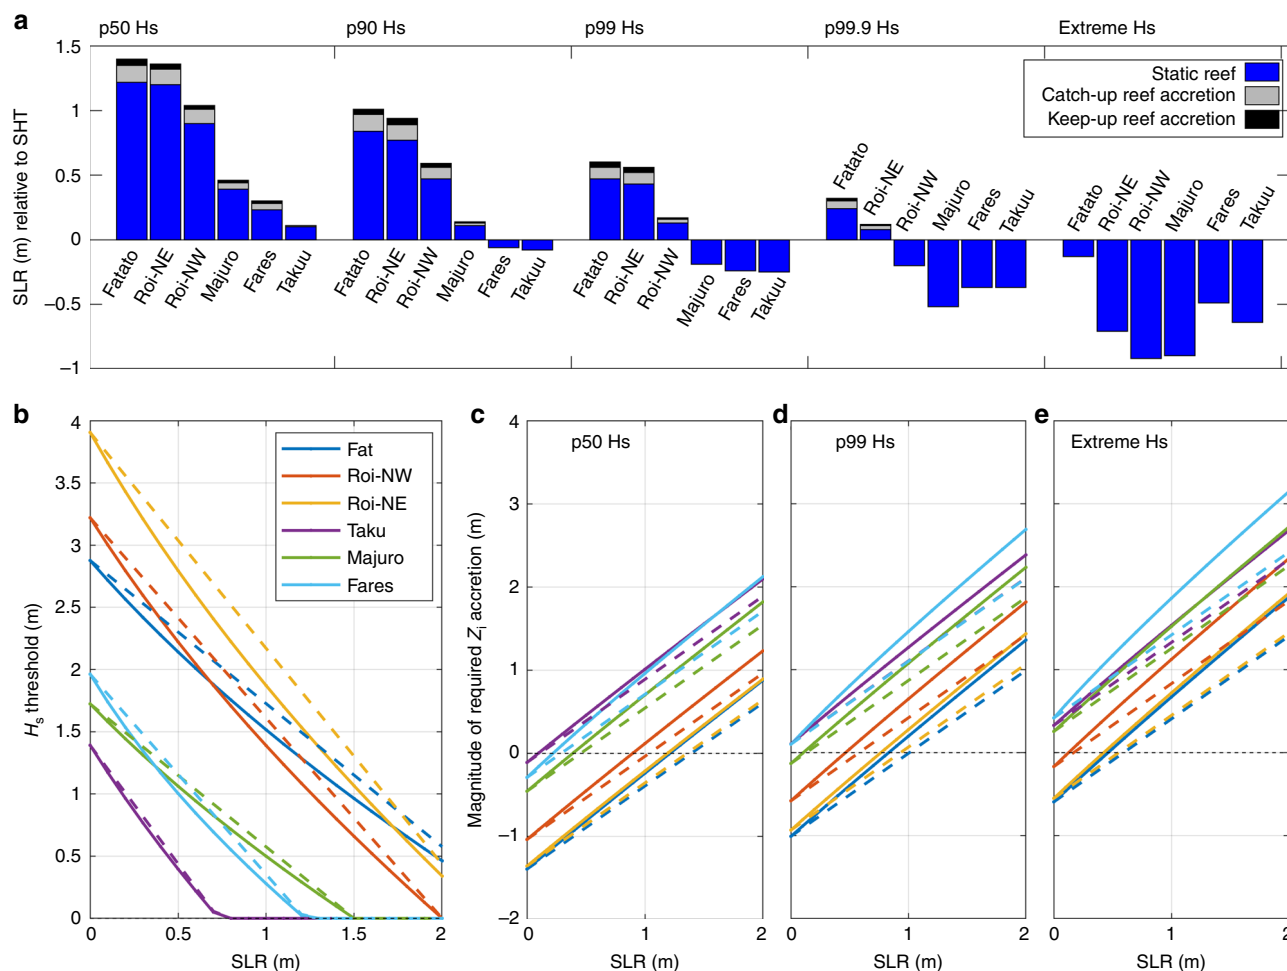 a
p50 Hs
p90 Hs
p99 Hs
p99.9 Hs
Extreme Hs
SLR (m) relative to SHT
1.5
1
0.5
0
−0.5
−1
Static reef
Catch-up reef accretion
Keep-up reef accretion
Fatato
Roi-NE
Roi-NW
Majuro
Fares
Takuu
Fatato
Roi-NE
Roi-NW
Majuro
Fares
Takuu
Fatato
Roi-NE
Roi-NW
Majuro
Fares
Takuu
Fatato
Roi-NE
Roi-NW
Majuro
Fares
Takuu
Fatato
Roi-NE
Roi-NW
Majuro
Fares
Takuu
b
Hs threshold (m)
4
3.5
3
2.5
2
1.5
1
0.5
0
Fat
Roi-NW
Roi-NE
Taku
Majuro
Fares
0
0.5
1
1.5
2
SLR (m)
c
p50 Hs
Magnitude of required Zj accretion (m)
4
3
2
1
0
−1
−2
0
1
2
SLR (m)
d
p99 Hs
0
1
2
SLR (m)
e
Extreme Hs
0
1
2
SLR (m)